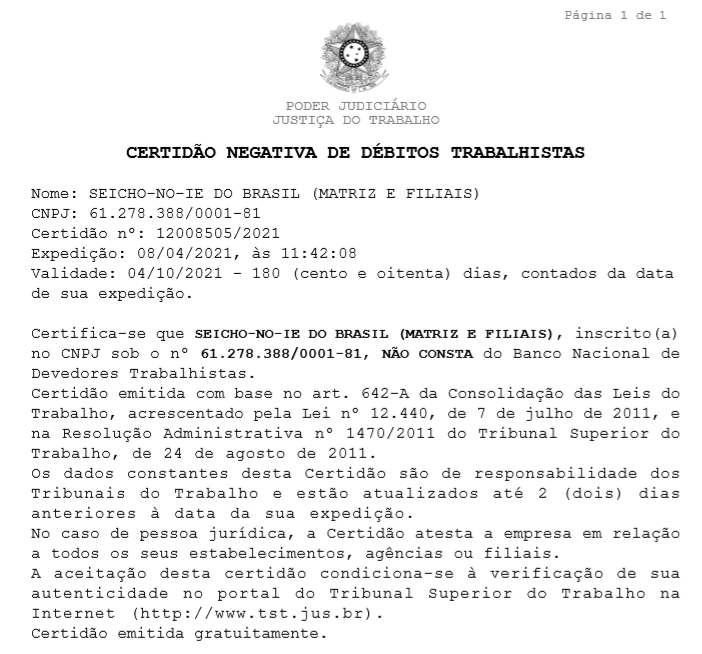 Página 1 de 1
PODER JUDICIÁRIO
JUSTIÇA DO TRABALHO
CERTIDÃO NEGATIVA DE DÉBITOS TRABALHISTAS
Nome: SEICHO-NO-IE DO BRASIL (MATRIZ E FILIAIS)
CNPJ: 61.278.388/0001-81
Certidão nº: 12008505/2021
Expedição: 08/04/2021, às 11:42:08
Validade: 04/10/2021 - 180 (cento e oitenta) dias, contados da data
de sua expedição.
Certifica-se que SEICHO-NO-IE DO BRASIL (MATRIZ E FILIAIS), inscrito(a)
no CNPJ sob o nº 61.278.388/0001-81, NÃO CONSTA do Banco Nacional de
Devedores Trabalhistas.
Certidão emitida com base no art. 642-A da Consolidação das Leis do
Trabalho, acrescentado pela Lei nº 12.440, de 7 de julho de 2011, e
na Resolução Administrativa nº 1470/2011 do Tribunal Superior do
Trabalho, de 24 de agosto de 2011.
Os dados constantes desta Certidão são de responsabilidade dos
Tribunais do Trabalho e estão atualizados até 2 (dois) dias
anteriores à data da sua expedição.
No caso de pessoa jurídica, a Certidão atesta a empresa em relação
a todos os seus estabelecimentos, agências ou filiais.
A aceitação desta certidão condiciona-se à verificação de sua
autenticidade no portal do Tribunal Superior do Trabalho na
Internet (http://www.tst.jus.br).
Certidão emitida gratuitamente.